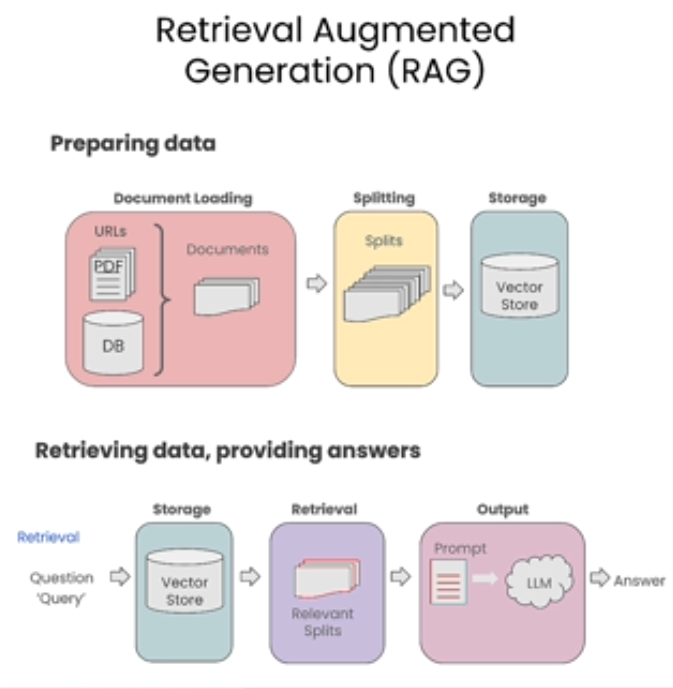 Retrieval Augmented
Generation (RAG)
Preparing data
Document Loading
Splitting
Storage
URLs
PDF
DB
Documents
Splits
Vector
Store
Retrieving data, providing answers
Storage
Retrieval
Output
Retrieval
Question
'Query'
Vector
Store
Relevant
Splits
Prompt
LLM
Answer